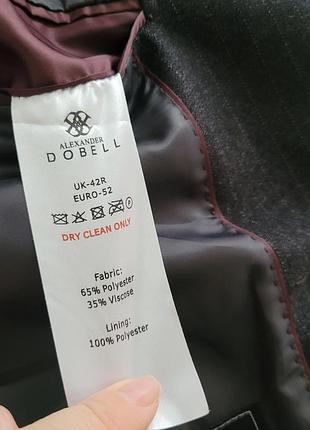 ALEXANDER
DOBELL
UK-42R
EURO-52
P
DRY CLEAN ONLY
Fabric:
65% Polyester
35% Viscose
Lining:
100% Polyester